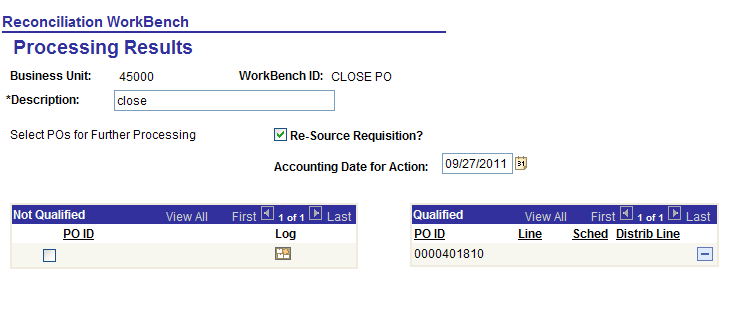 Reconciliation WorkBench
Processing Results
Business Unit: 45000 WorkBench ID: CLOSE PO
*Description: close
Select POs for Further Processing Re-Source Requisition?
Accounting Date for Action: 09/27/2011 31
Not Qualified View All First 1 of 1 Last
PO ID Log
Qualified View All First 1 of 1 Last
PO ID Line Sched Distrib Line
0000401810